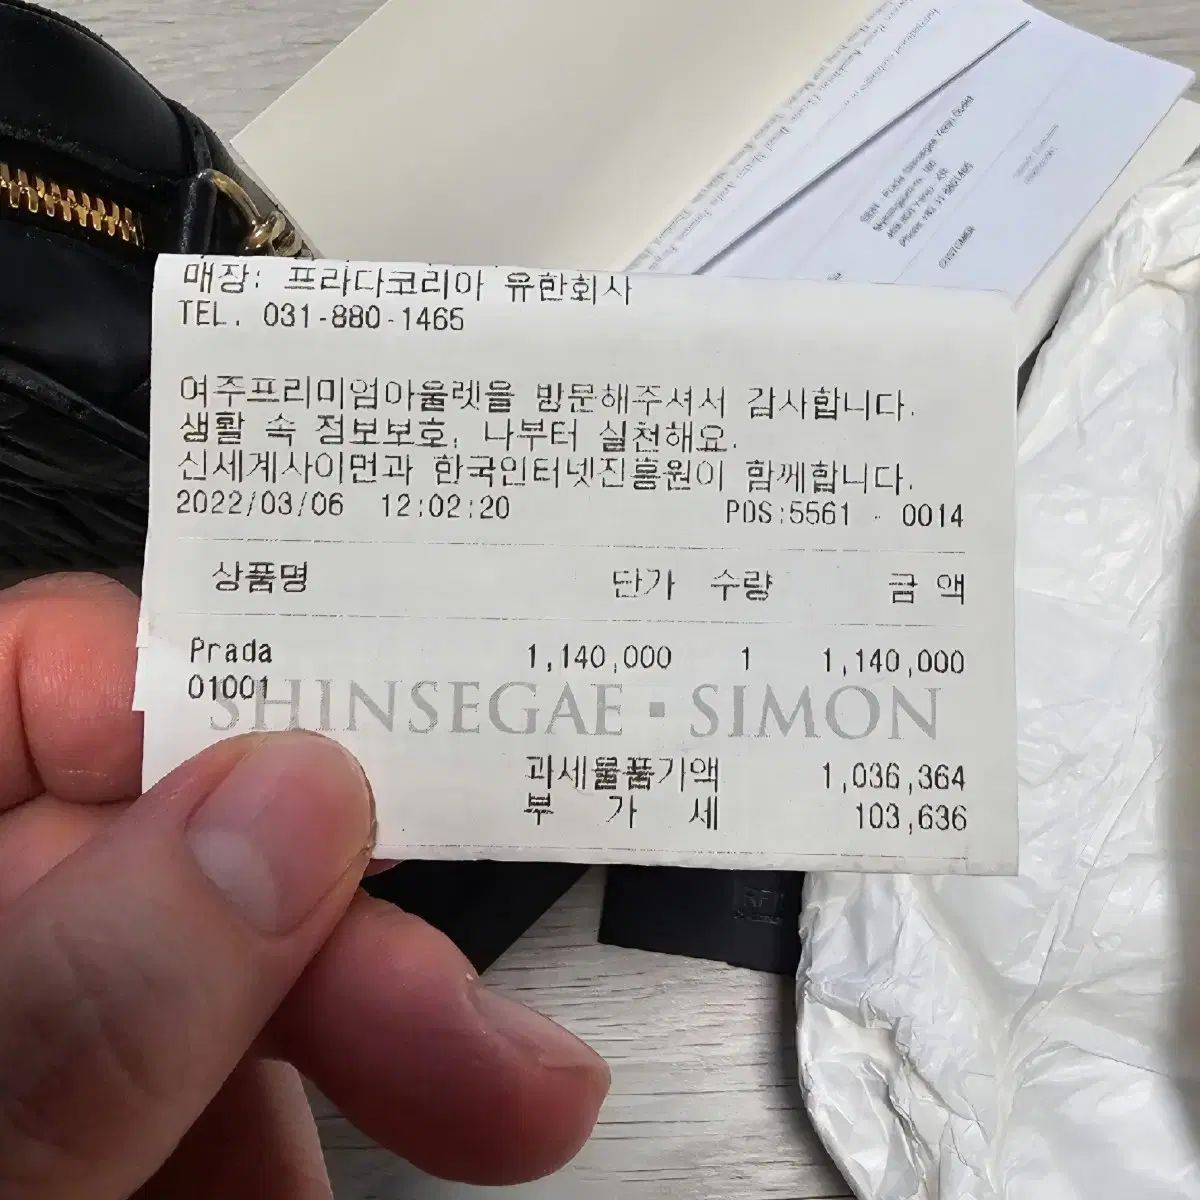 매장: 프라다코리아 유한회사
TEL. 031-880-1465
여주프리미엄아울렛을 방문해주셔서 감사합니다.
생활 속 정보보호, 나부터 실천해요.
신세계사이먼과 한국인터넷진흥원이 함께합니다.
2022/03/06 12:02:20 POS:5561 - 0014
상품명 단가 수량 금 액
Prada 1,140,000 1 1,140,000
01001
SHINSEGAE · SIMON
과세물품가액 1,036,364
부 가 세 103,636
CUSTOMER